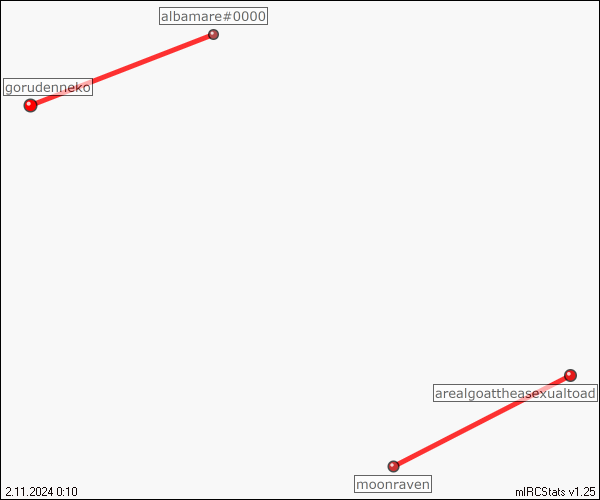 albamare#0000
gorudenneko
arealgoattheasexualtoad
moonraven
2.11.2024 0:10
mIRCStats v1.25